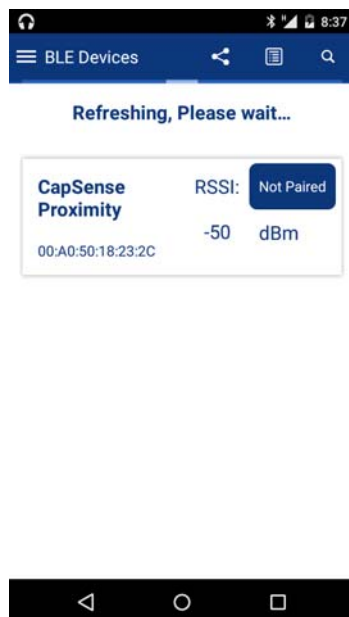 8:37
BLE Devices
Refreshing, Please wait...
CapSense
Proximity
RSSI:
Not Paired
-50 dBm
00:A0:50:18:23:2C